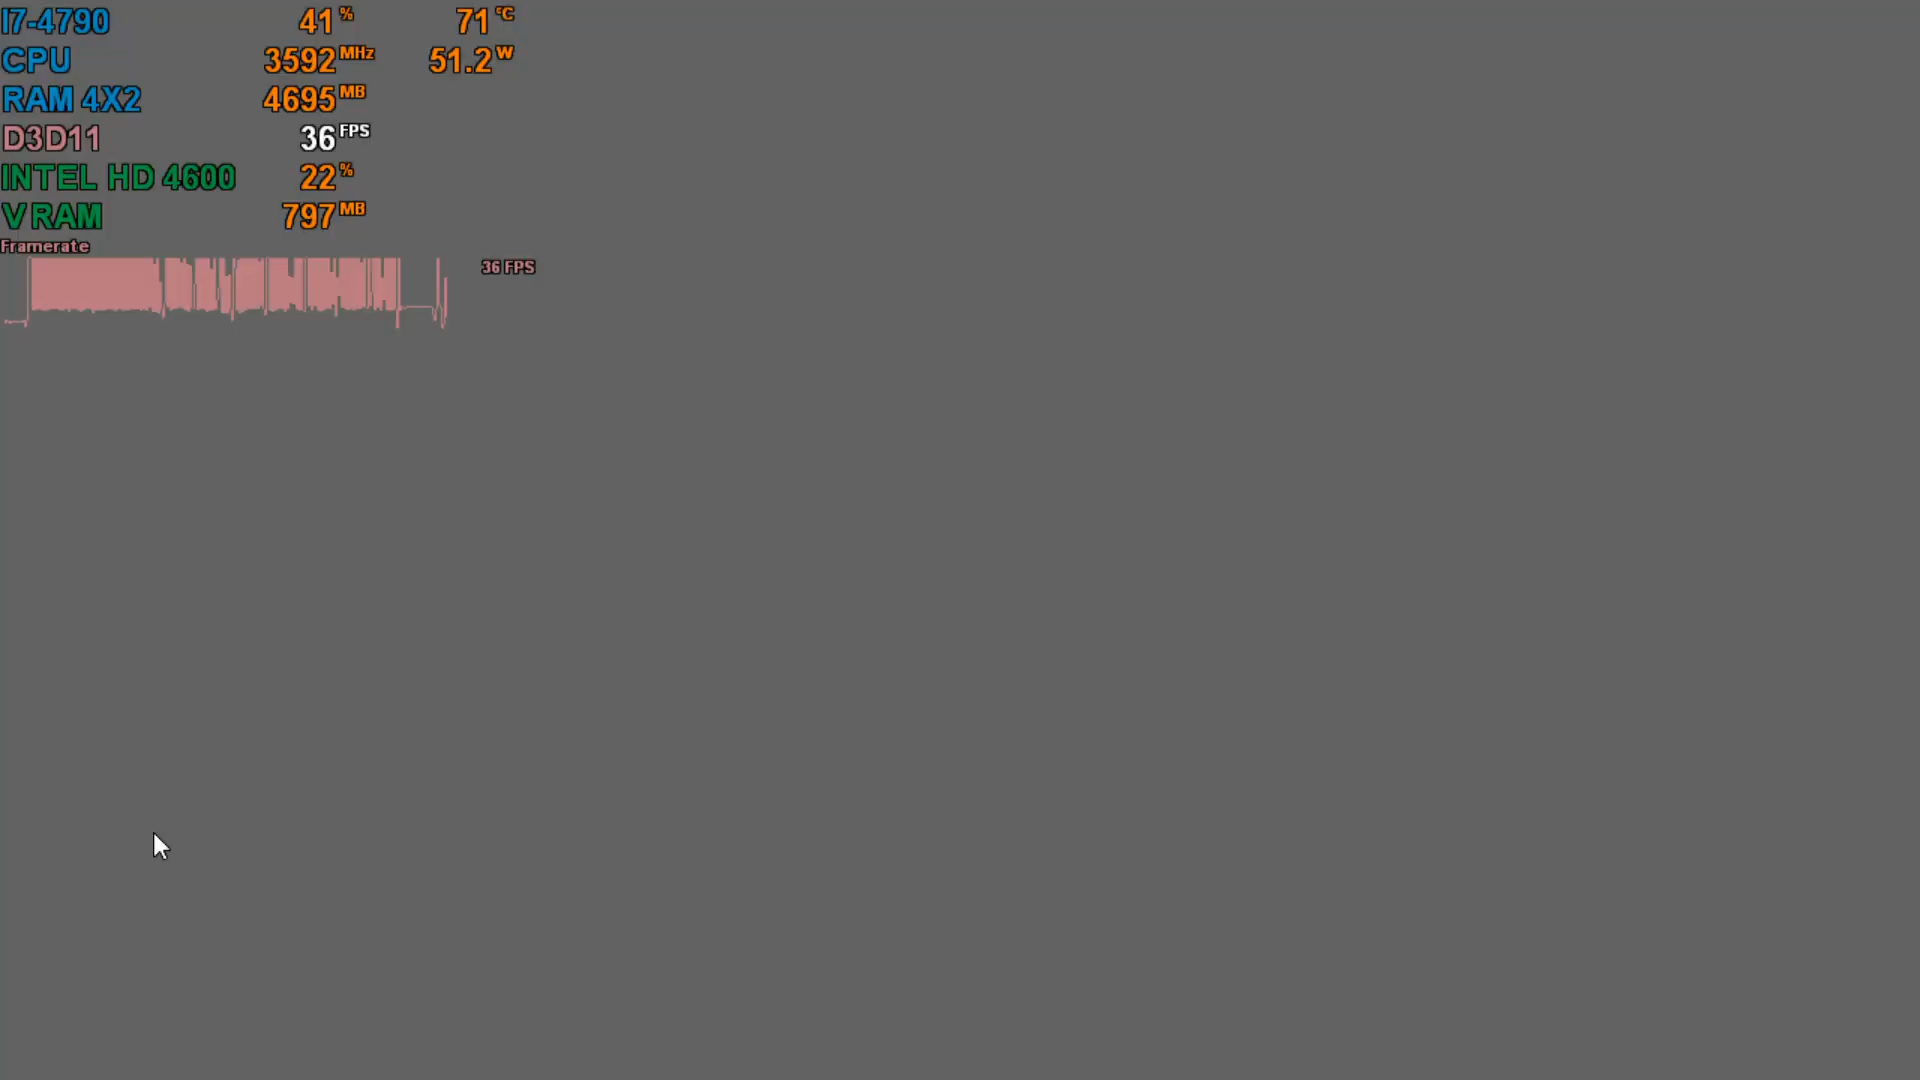 I7-4790 41 % 71 °C
CPU 3592 MHz 51.2 W
RAM 4X2 4695 MB
D3D11 36 FPS
INTEL HD 4600 22 %
VRAM 797 MB
Framerate
36 FPS